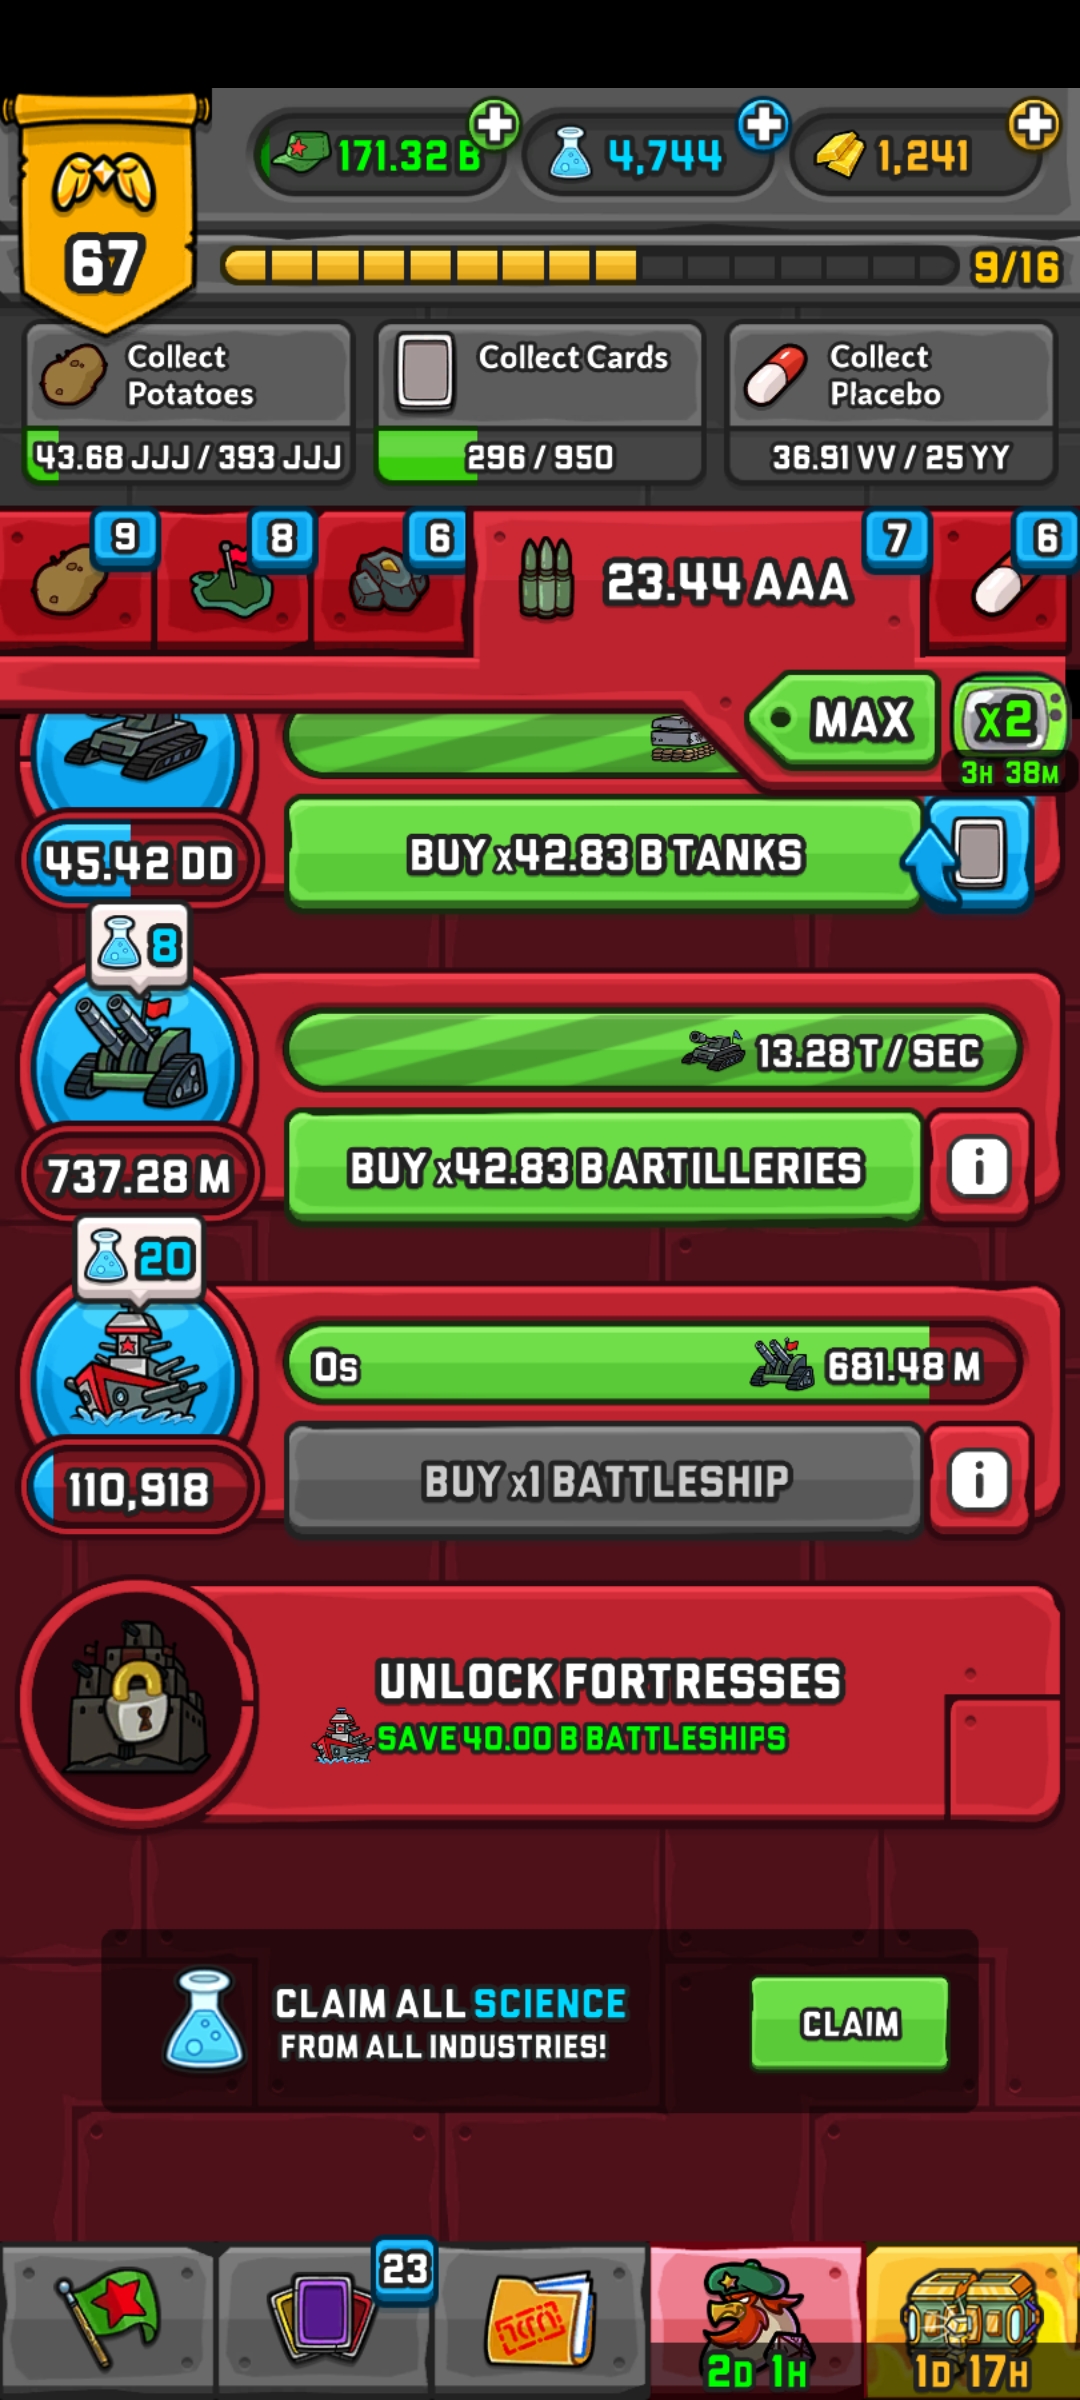 67
171.32 B
4,744
1,241
9/16
Collect
Potatoes
43.68 JJJ / 393 JJJ
Collect Cards
296 / 950
Collect
Placebo
36.91 VV / 25 YY
9
8
6
23.44 AAA
7
6
MAX
x2
3H 38M
45.42 DD
BUY x42.83 B TANKS
8
13.28 T / SEC
737.28 M
BUY x42.83 B ARTILLERIES
20
0s
681.48 M
110,918
BUY x1 BATTLESHIP
UNLOCK FORTRESSES
SAVE 40.00 B BATTLESHIPS
CLAIM ALL SCIENCE
FROM ALL INDUSTRIES!
CLAIM
23
2D 1H
1D 17H